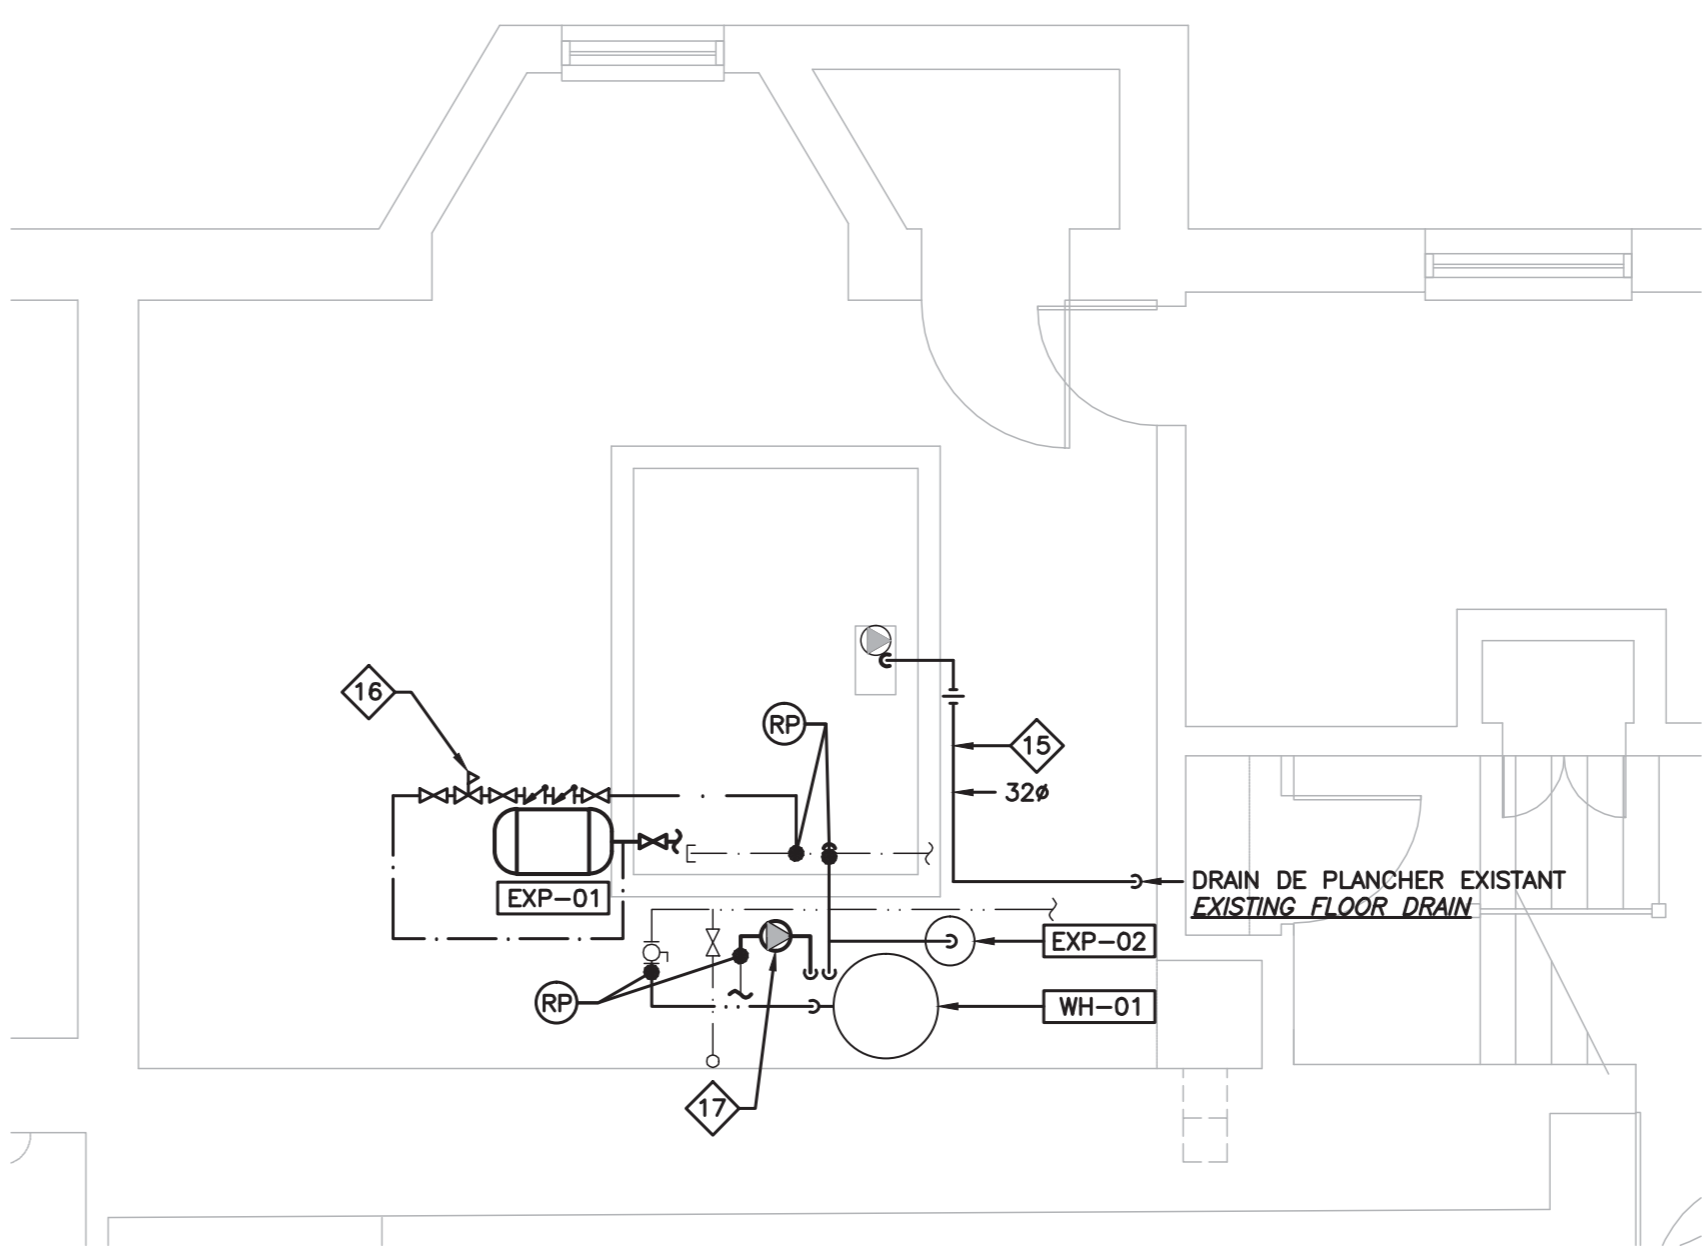 16
RP
15
32ø
DRAIN DE PLANCHER EXISTANT
EXISTING FLOOR DRAIN
EXP-01
EXP-02
RP
WH-01
17